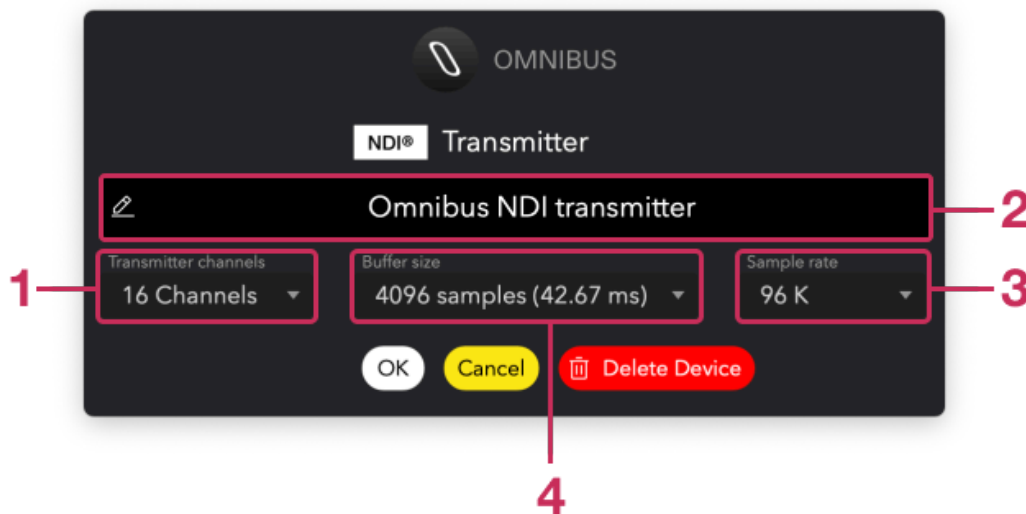 OMNIBUS
NDI® Transmitter
Omnibus NDI transmitter
2
Transmitter channels Buffer size Sample rate
1 16 Channels 4096 samples (42.67 ms) 96 K 3
OK Cancel Delete Device
4